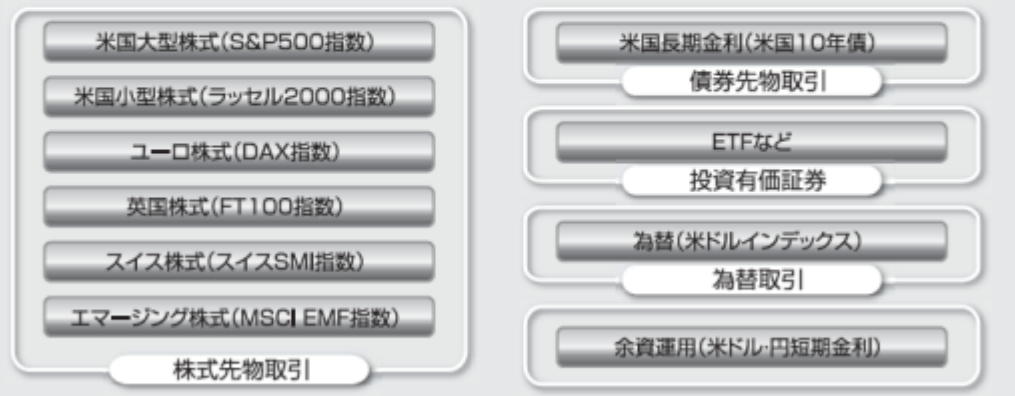 米国大型株式(S&P500指数)
米国小型株式(ラッセル2000指数)
ユーロ株式(DAX指数)
英国株式(FT100指数)
スイス株式(スイスSMI指数)
エマージング株式(MSCI EMF指数)
株式先物取引
米国長期金利(米国10年債)
債券先物取引
ETFなど
投資有価証券
為替(米ドルインデックス)
為替取引
余資運用(米ドル・円短期金利)